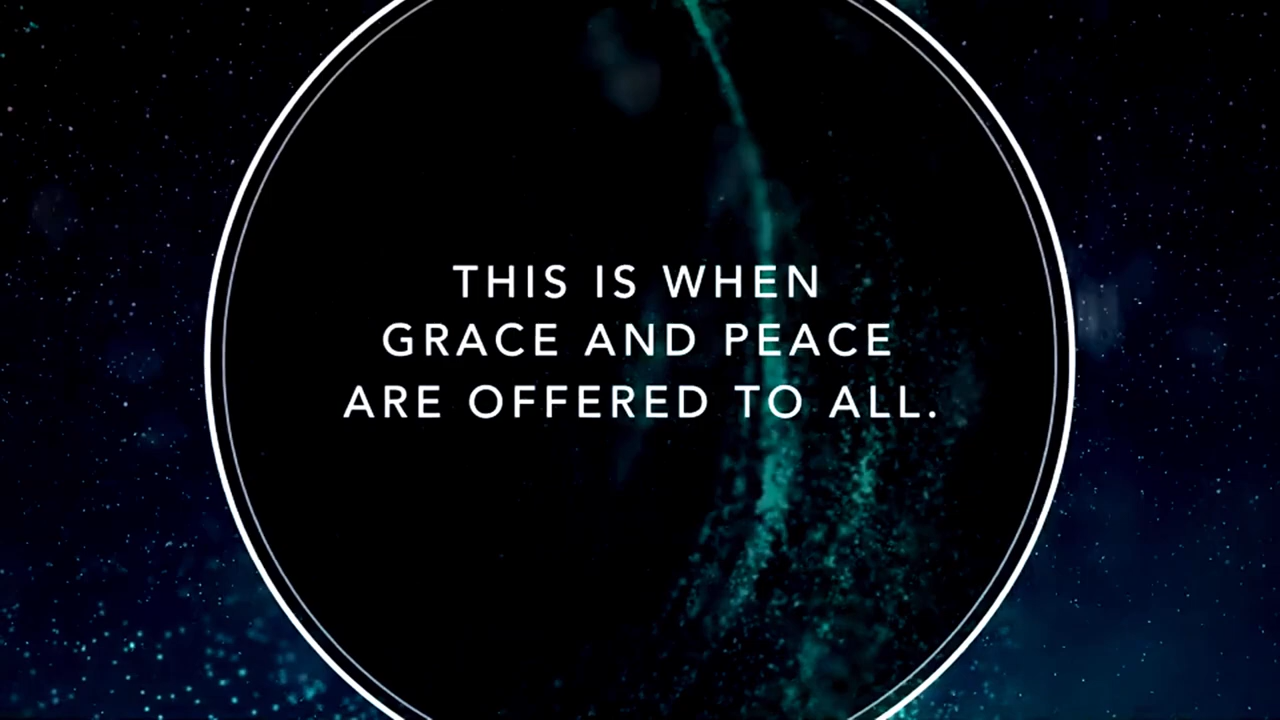 THIS IS WHEN
GRACE AND PEACE
ARE OFFERED TO ALL.